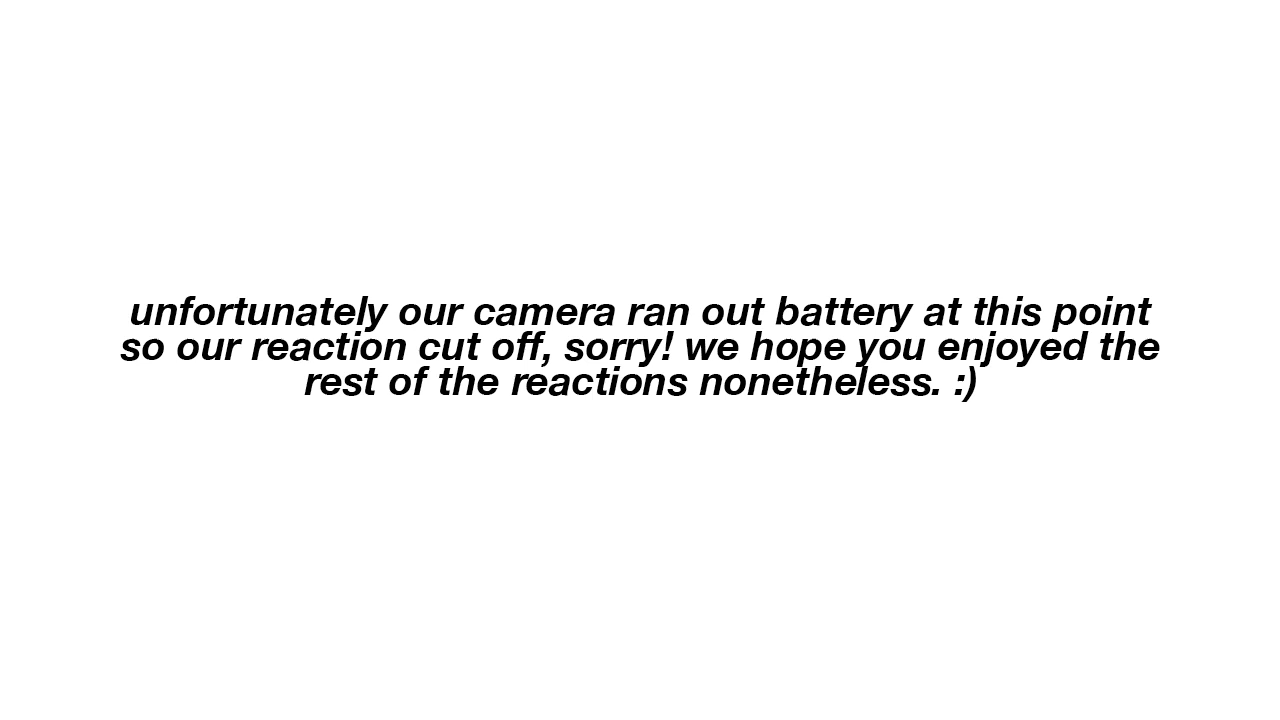 unfortunately our camera ran out battery at this point
so our reaction cut off, sorry! we hope you enjoyed the
rest of the reactions nonetheless. :)